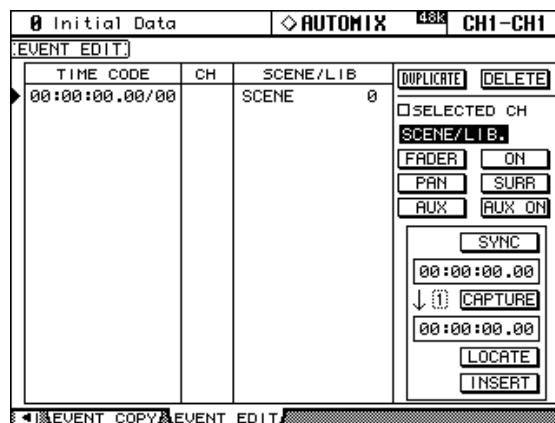 0 Initial Data ◇AUTOMIX 48K CH1-CH1
EVENT EDIT
TIME CODE CH SCENE/LIB
00:00:00.00/00 SCENE 0
DUPLICATE DELETE
SELECTED CH
SCENE/LIB.
FADER ON
PAN SURR
AUX AUX ON
SYNC
00:00:00.00
↓ 1 CAPTURE
00:00:00.00
LOCATE
INSERT
EVENT COPY EVENT EDIT